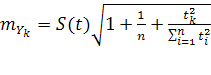 m_{Y_k} = S(t)\sqrt{1 + \frac{1}{n} + \frac{t_k^2}{\sum_{i=1}^{n} t_i^2}}